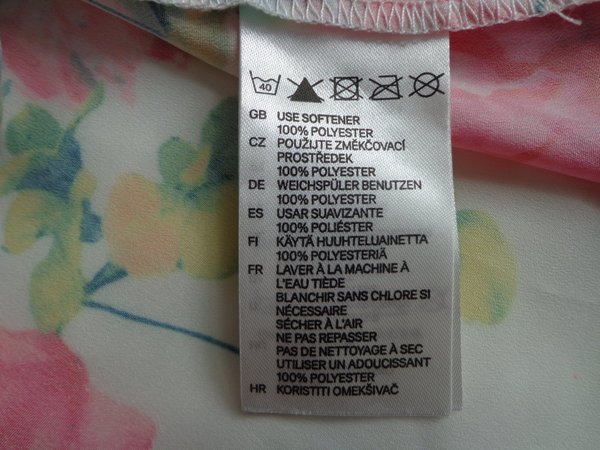 40
GB USE SOFTENER
100% POLYESTER
CZ POUŽIJTE ZMĚKČOVACÍ
PROSTŘEDEK
100% POLYESTER
DE WEICHSPÜLER BENUTZEN
100% POLYESTER
ES USAR SUAVIZANTE
100% POLIÉSTER
FI KÄYTÄ HUUHTELUAINETTA
100% POLYESTERIÄ
FR LAVER À LA MACHINE À
L'EAU TIÈDE
BLANCHIR SANS CHLORE SI
NÉCESSAIRE
SÉCHER À L'AIR
NE PAS REPASSER
PAS DE NETTOYAGE À SEC
UTILISER UN ADOUCISSANT
100% POLYESTER
HR KORISTITI OMEKŠIVAČ